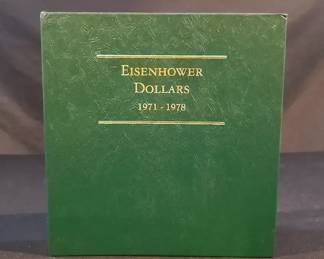 EISENHOWER
DOLLARS
1971 - 1978